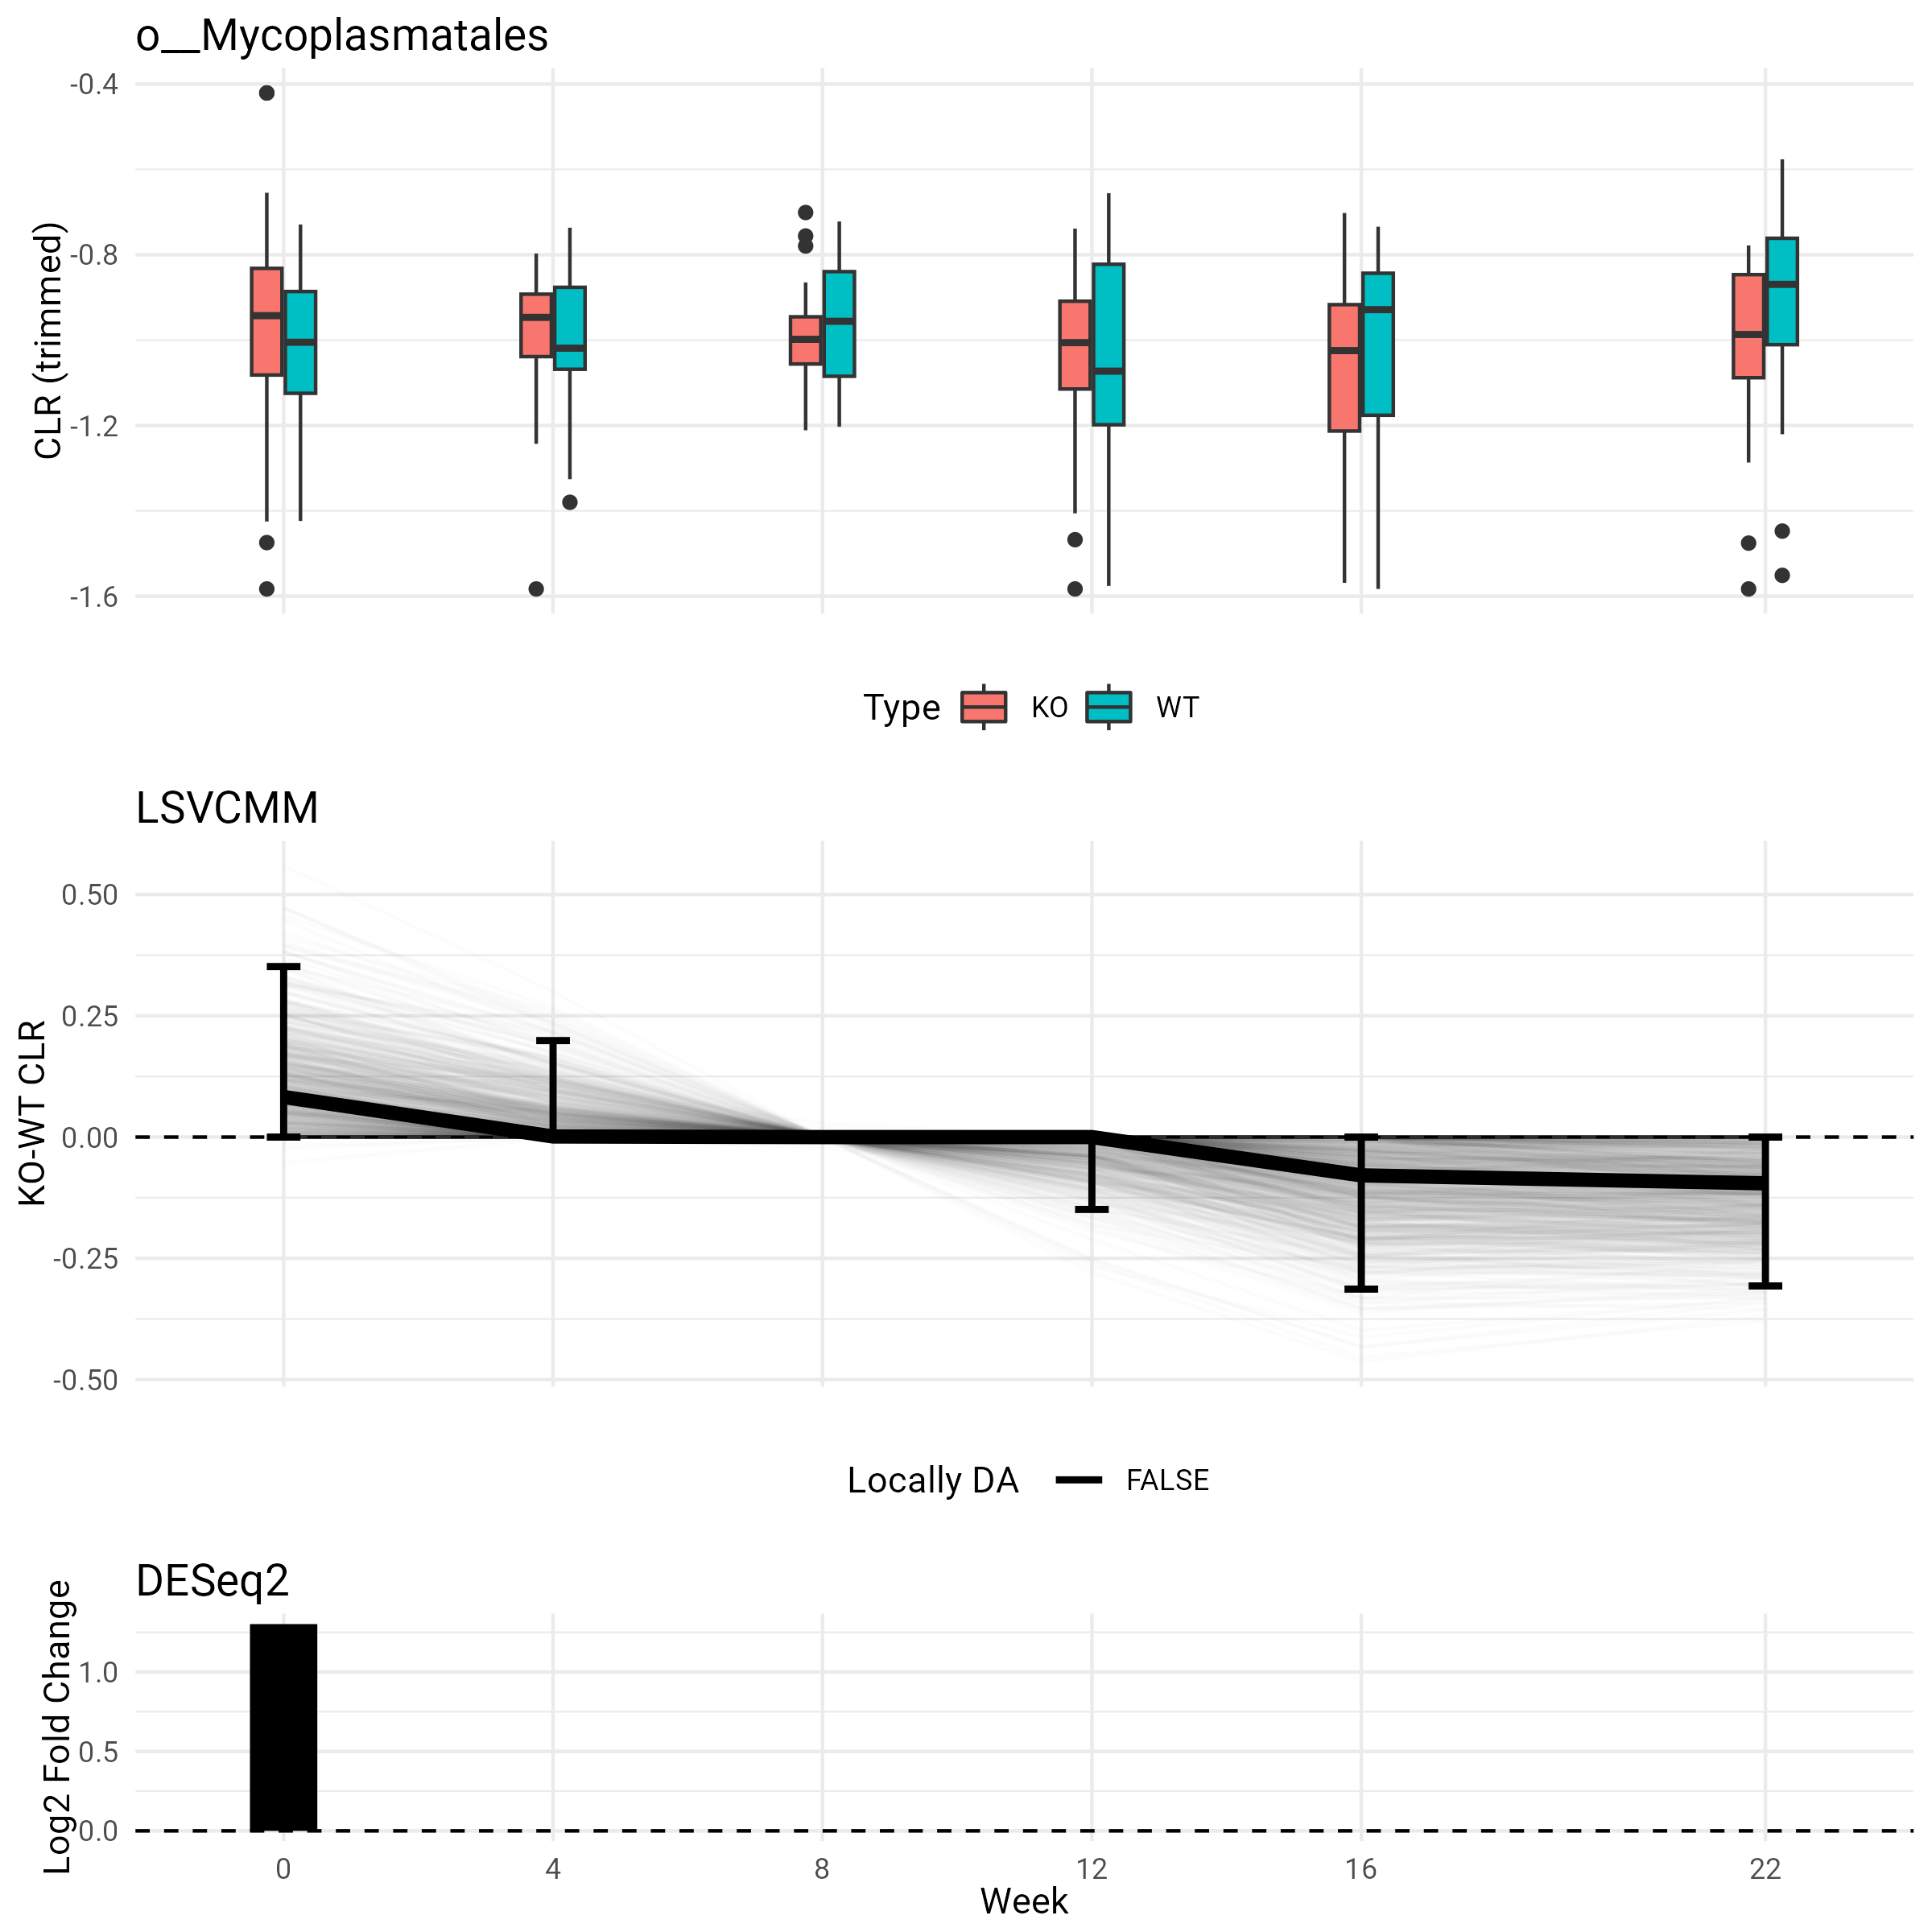 o__Mycoplasmatales
CLR (trimmed)
-0.4
-0.8
-1.2
-1.6
Type KO WT
LSVCMM
KO-WT CLR
0.50
0.25
0.00
-0.25
-0.50
Locally DA FALSE
DESeq2
Log2 Fold Change
1.0
0.5
0.0
0 4 8 12 16 22
Week